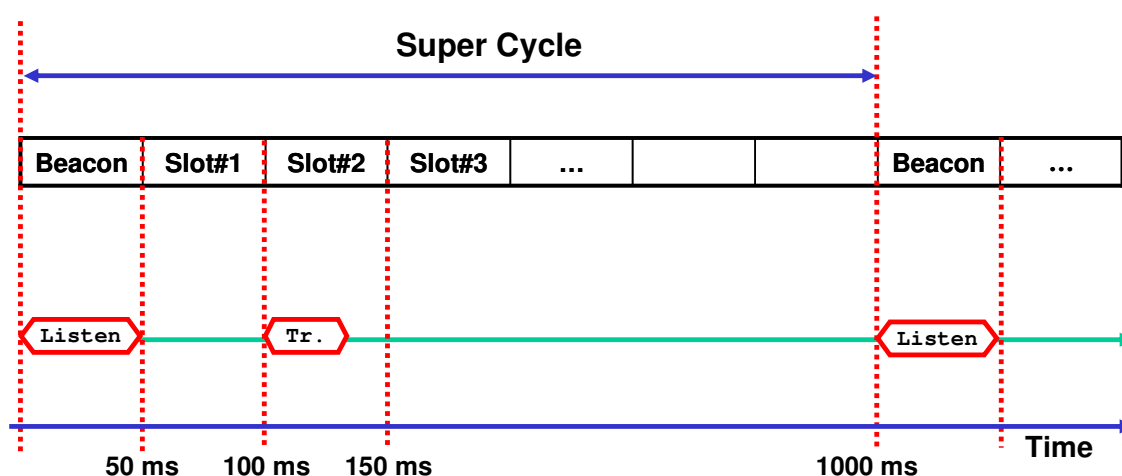 Super Cycle
Beacon Slot#1 Slot#2 Slot#3 ... Beacon ...
Listen Tr. Listen
Time
50 ms 100 ms 150 ms 1000 ms